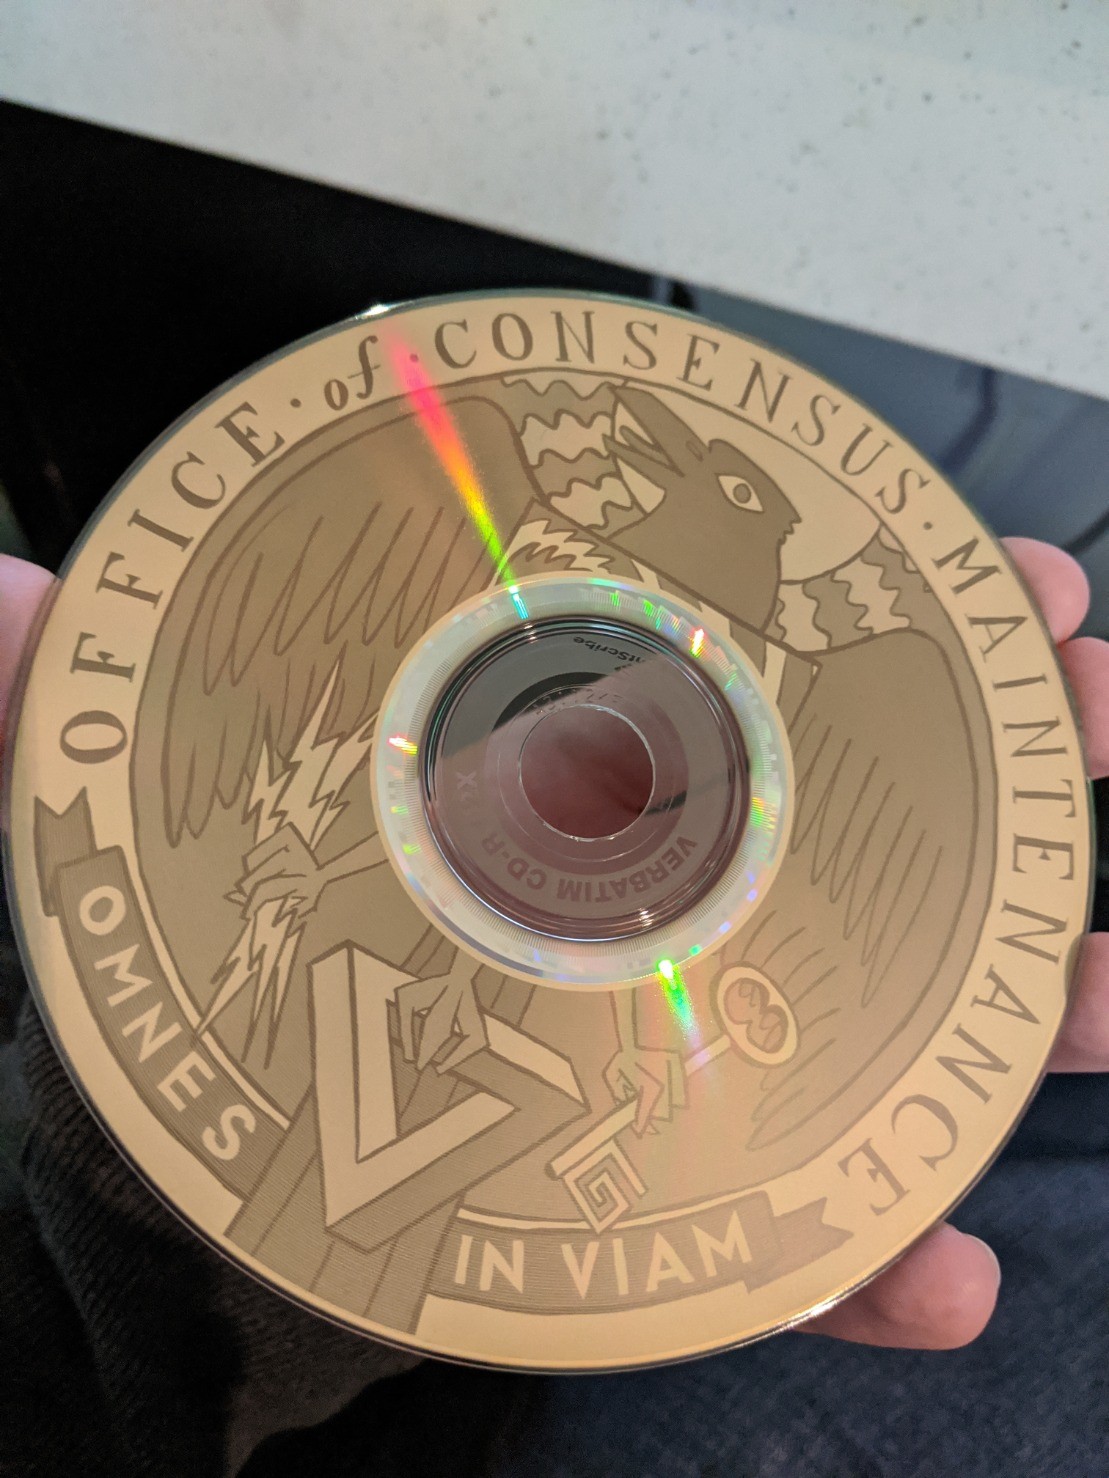 OFFICE · of · CONSENSUS · MAINTENANCE
OMNES
IN VIAM
VERBATIM CD-R